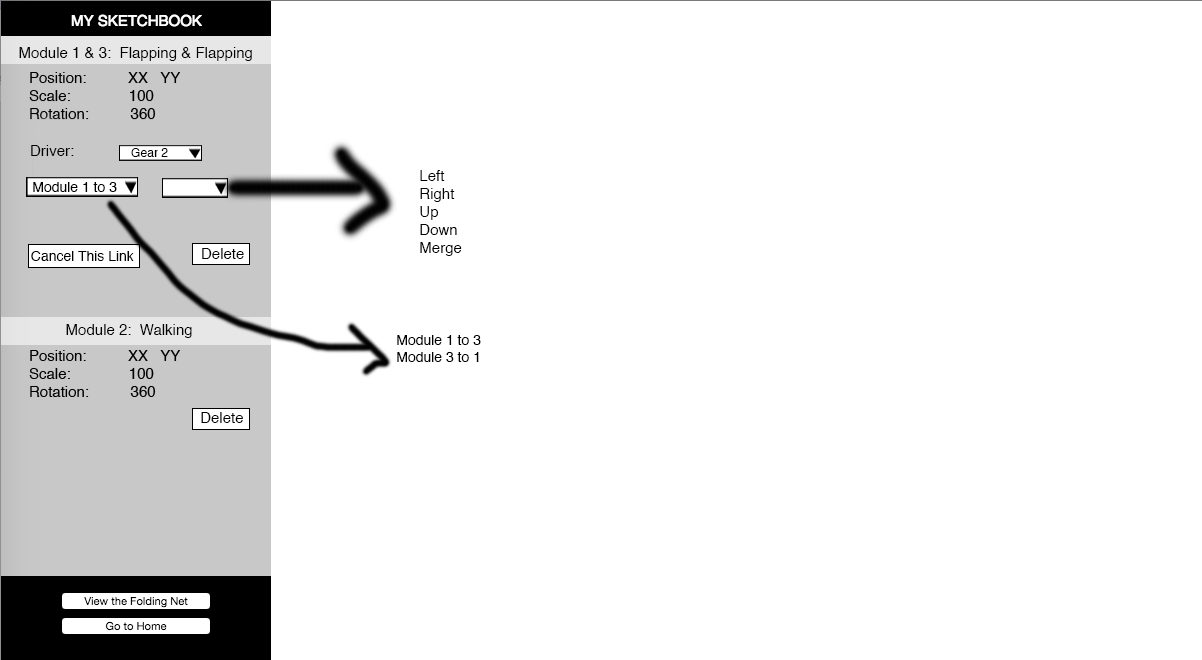 MY SKETCHBOOK
Module 1 & 3: Flapping & Flapping
Position: XX YY
Scale: 100
Rotation: 360
Driver: Gear 2
Module 1 to 3
Cancel This Link
Delete
Left
Right
Up
Down
Merge
Module 2: Walking
Position: XX YY
Scale: 100
Rotation: 360
Delete
Module 1 to 3
Module 3 to 1
View the Folding Net
Go to Home